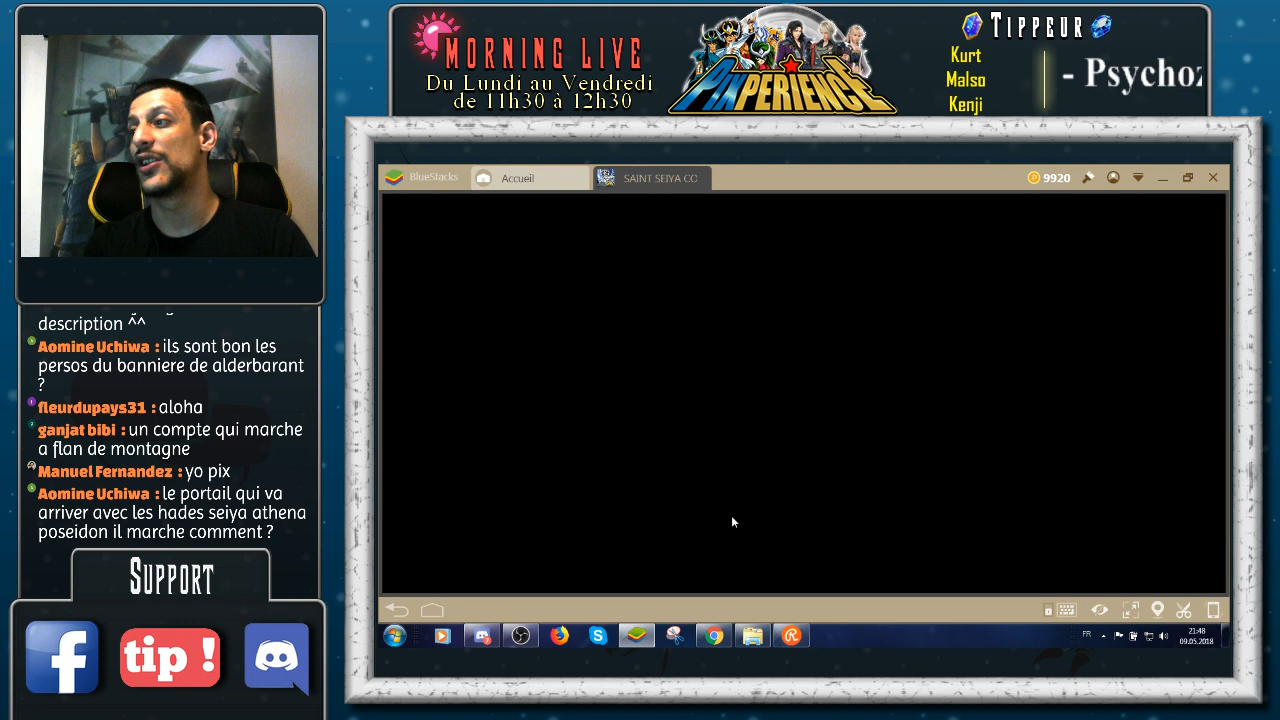 MORNING LIVE
Du Lundi au Vendredi
de 11h30 à 12h30
PIXPERIENCE
TIPPEUR
Kurt
Malso
Kenji
- Psychoz
BlueStacks
Accueil
SAINT SEIYA CO
9920
description ^^
Aomine Uchiwa : ils sont bon les
persos du banniere de alderbarant
?
fleurdupays31 : aloha
ganjat bibi : un compte qui marche
a flan de montagne
Manuel Fernandez : yo pix
Aomine Uchiwa : le portail qui va
arriver avec les hades seiya athena
poseidon il marche comment ?
SUPPORT
f
tip !
FR
21:48
09.05.2018